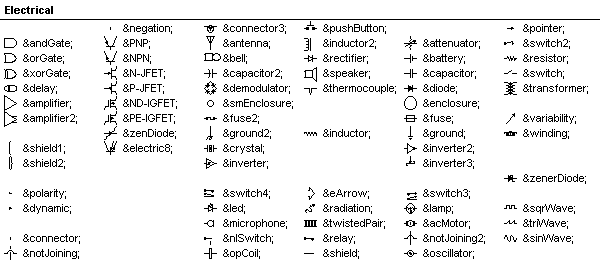 Electrical
&negation; &connector3; &pushButton; &pointer;
&andGate; &PNP; &antenna; &inductor2; &attenuator; &switch2;
&orGate; &NPN; &bell; &rectifier; &battery; &resistor;
&xorGate; &N-JFET; &capacitor2; &speaker; &capacitor; &switch;
&delay; &P-JFET; &demodulator; &thermocouple; &diode; &transformer;
&amplifier; &ND-IGFET; &smEnclosure; &enclosure;
&amplifier2; &PE-IGFET; &fuse2; &fuse; &variability;
&zenDiode; &ground2; &inductor; &ground; &winding;
&shield1; &electric8; &crystal; &inverter2;
&shield2; &inverter; &inverter3;
&zenerDiode;
&polarity; &switch4; &eArrow; &switch3;
&dynamic; &led; &radiation; &lamp; &sqrWave;
&microphone; &twistedPair; &acMotor; &triWave;
&connector; &nlSwitch; &relay; &notJoining2; &sinWave;
&notJoining; &opCoil; &shield; &oscillator;